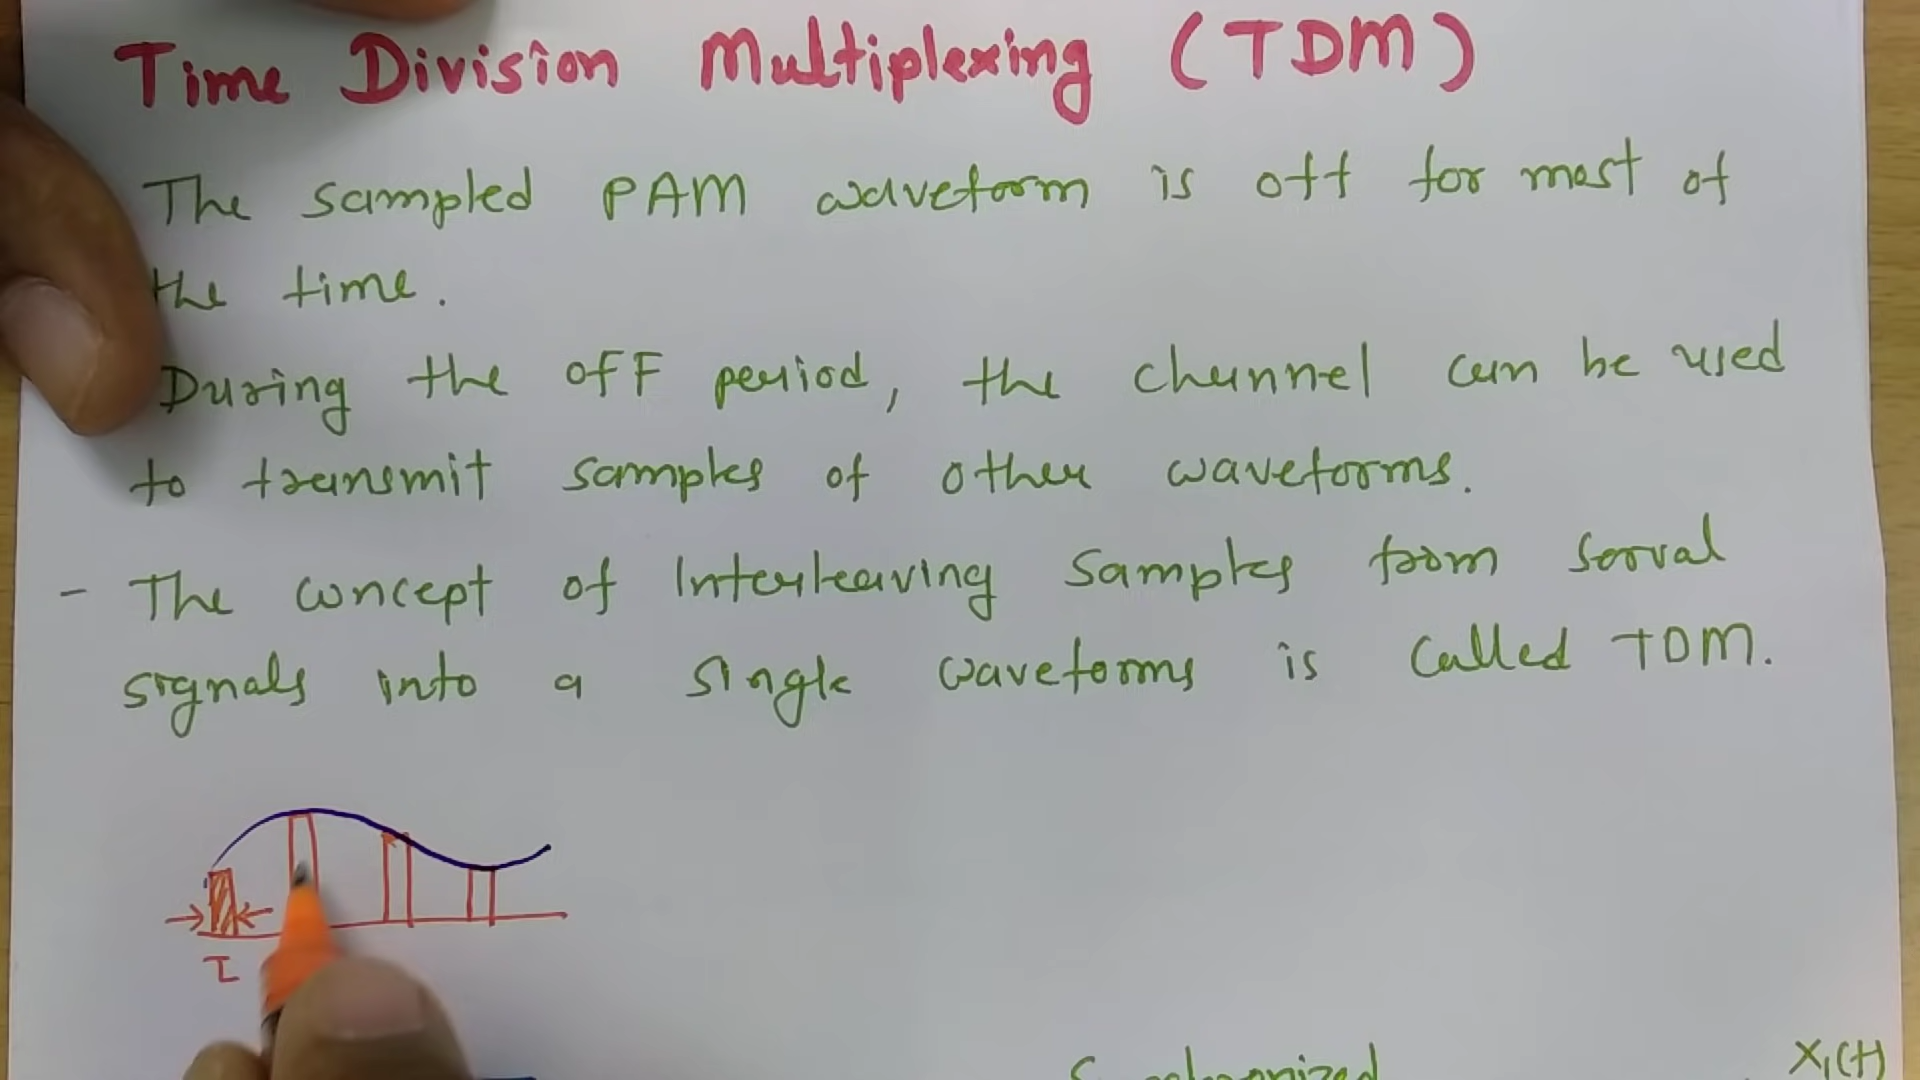 Time Division Multiplexing (TDM)
The sampled PAM waveform is off for most of
the time.
During the OFF period, the channel can be used
to transmit samples of other waveforms.
- The concept of Interleaving samples from sarval
signals into a single waveforms is called TDM.
τ
X₁(t)